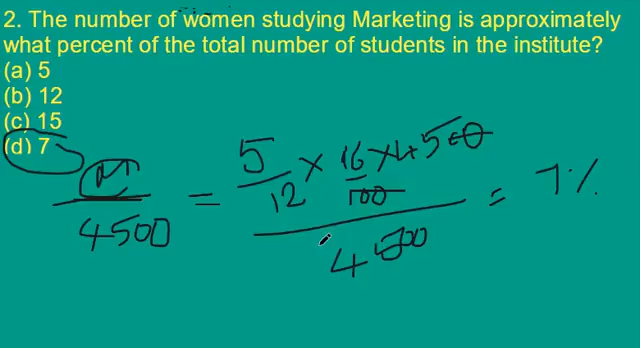 2. The number of women studying Marketing is approximately
what percent of the total number of students in the institute?
(a) 5
(b) 12
(c) 15
(d) 7
5/12 × 16/100 × 4500
4500 = 4500 = 7%